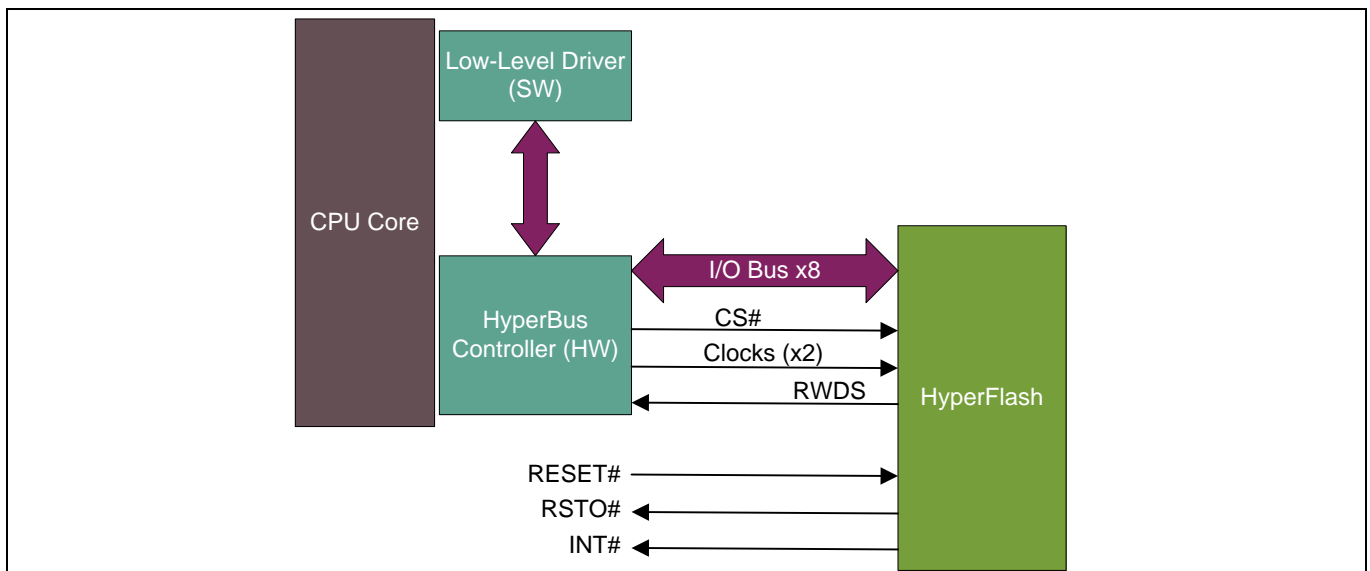 Low-Level Driver
(SW)
CPU Core
I/O Bus x8
HyperBus
Controller (HW)
CS#
Clocks (x2)
RWDS
HyperFlash
RESET#
RSTO#
INT#